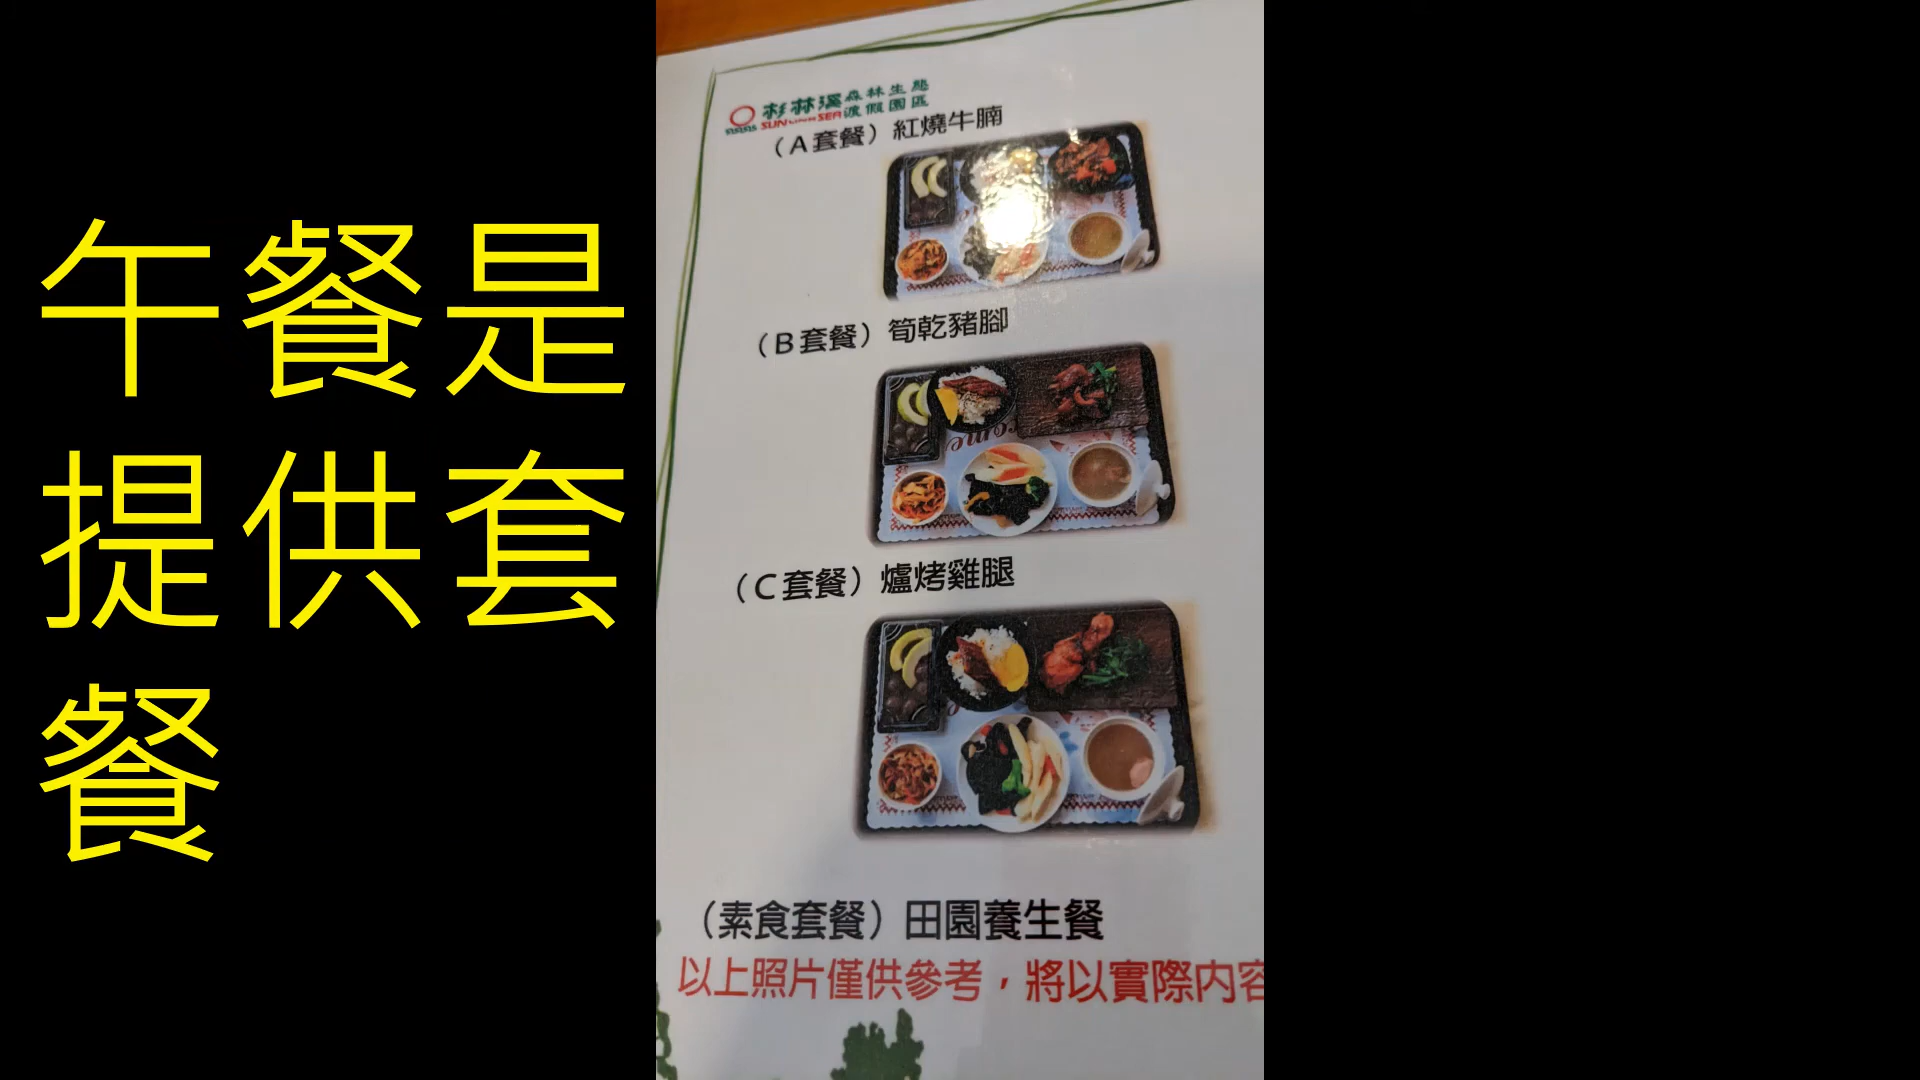 午餐是
提供套
餐
杉林溪 森林生態
渡假園區
SUN LINK SEA
（A套餐）紅燒牛腩
（B套餐）筍乾豬腳
（C套餐）爐烤雞腿
（素食套餐）田園養生餐
以上照片僅供參考，將以實際內容